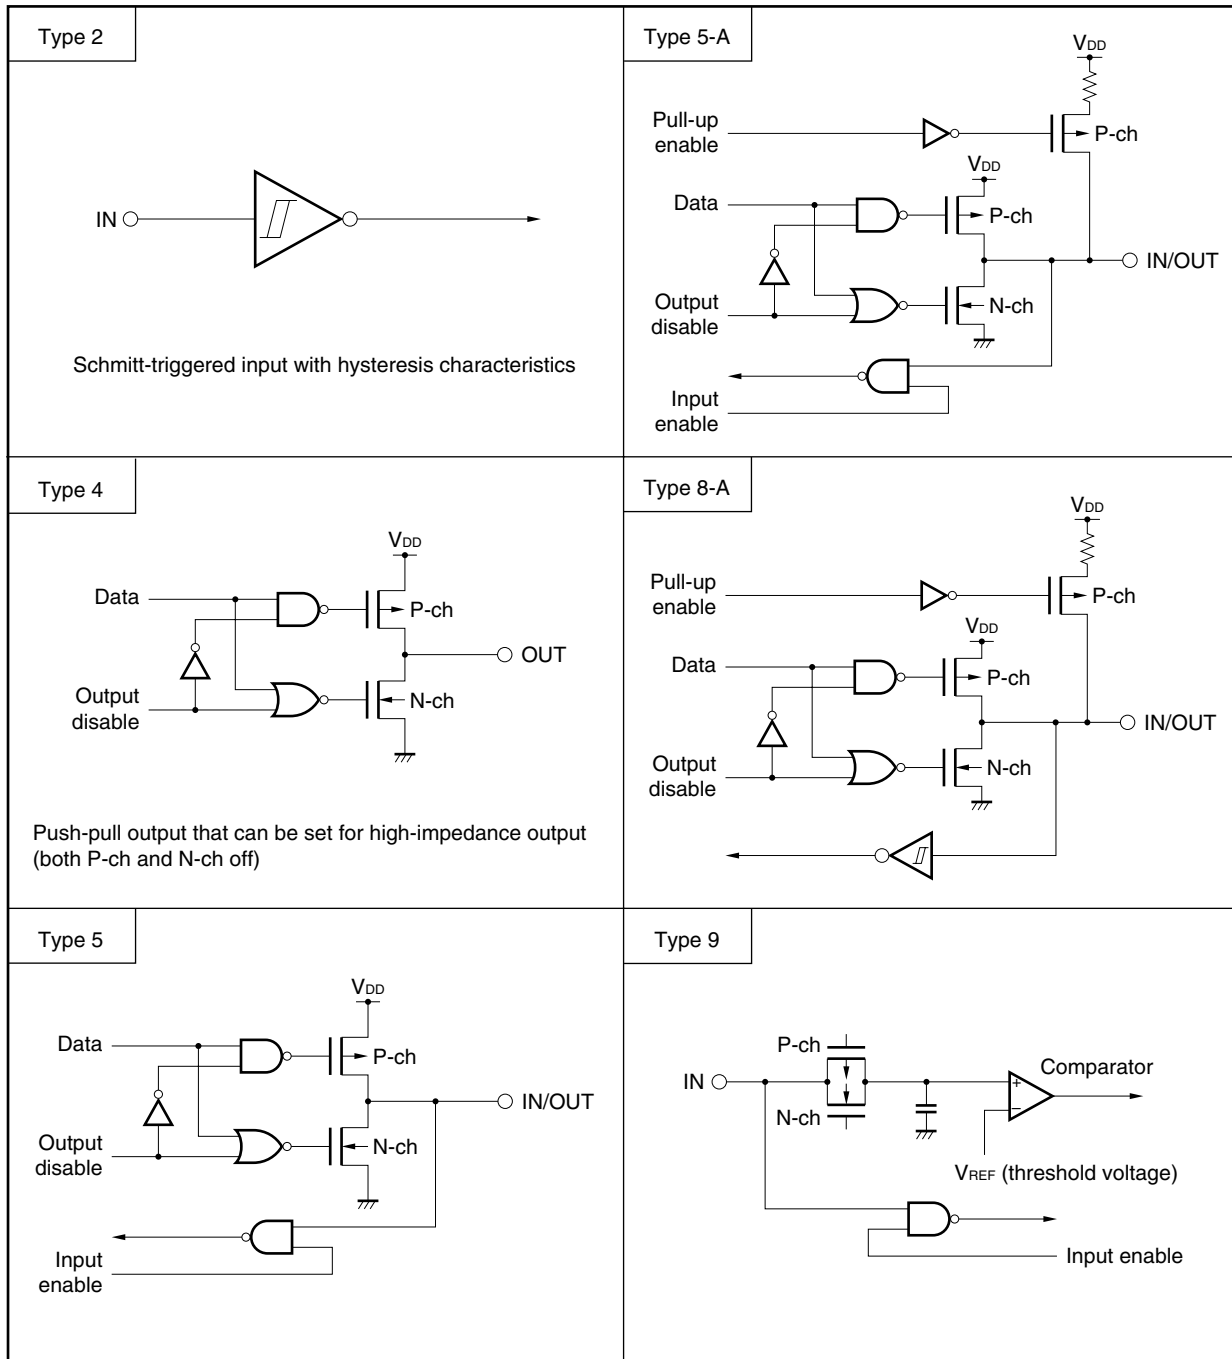 Type 2
IN
Schmitt-triggered input with hysteresis characteristics
Type 5-A
VDD
Pull-up
enable
P-ch
VDD
Data
P-ch
IN/OUT
Output
disable
N-ch
Input
enable
Type 4
VDD
Data
P-ch
OUT
Output
disable
N-ch
Push-pull output that can be set for high-impedance output
(both P-ch and N-ch off)
Type 8-A
VDD
Pull-up
enable
P-ch
VDD
Data
P-ch
IN/OUT
Output
disable
N-ch
Type 5
VDD
Data
P-ch
IN/OUT
Output
disable
N-ch
Input
enable
Type 9
P-ch
Comparator
IN
+
−
N-ch
VREF (threshold voltage)
Input enable